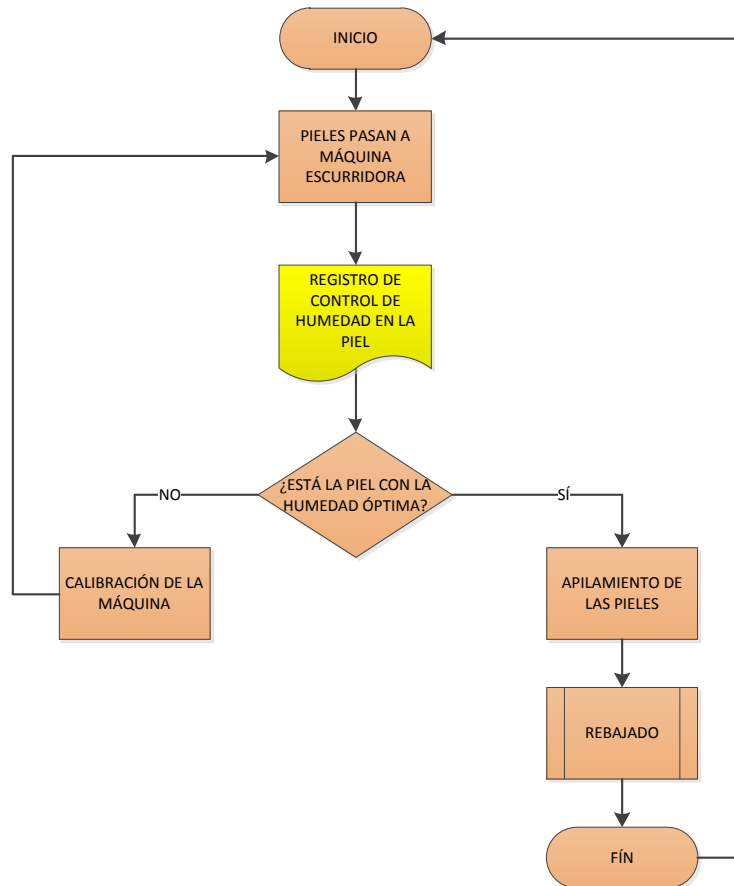 INICIO
PIELES PASAN A
MÁQUINA
ESCURRIDORA
REGISTRO DE
CONTROL DE
HUMEDAD EN LA
PIEL
¿ESTÁ LA PIEL CON LA
HUMEDAD ÓPTIMA?
NO
SÍ
CALIBRACIÓN DE LA
MÁQUINA
APILAMIENTO DE
LAS PIELES
REBAJADO
FÍN